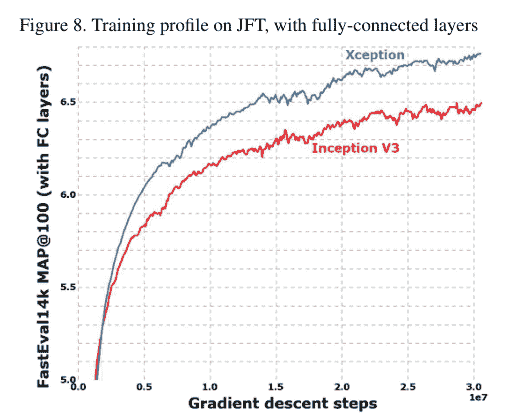 Figure 8. Training profile on JFT, with fully-connected layers
FastEval14k MAP@100 (with FC layers)
Xception
6.5
Inception V3
6.0
5.5
5.0
0.0 0.5 1.0 1.5 2.0 2.5 3.0
1e7
Gradient descent steps